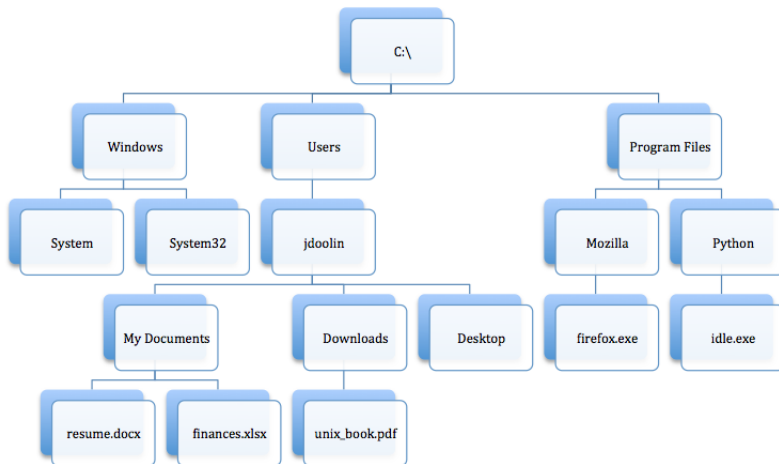 C:\
Windows
Users
Program Files
System
System32
jdoolin
Mozilla
Python
My Documents
Downloads
Desktop
firefox.exe
idle.exe
resume.docx
finances.xlsx
unix_book.pdf